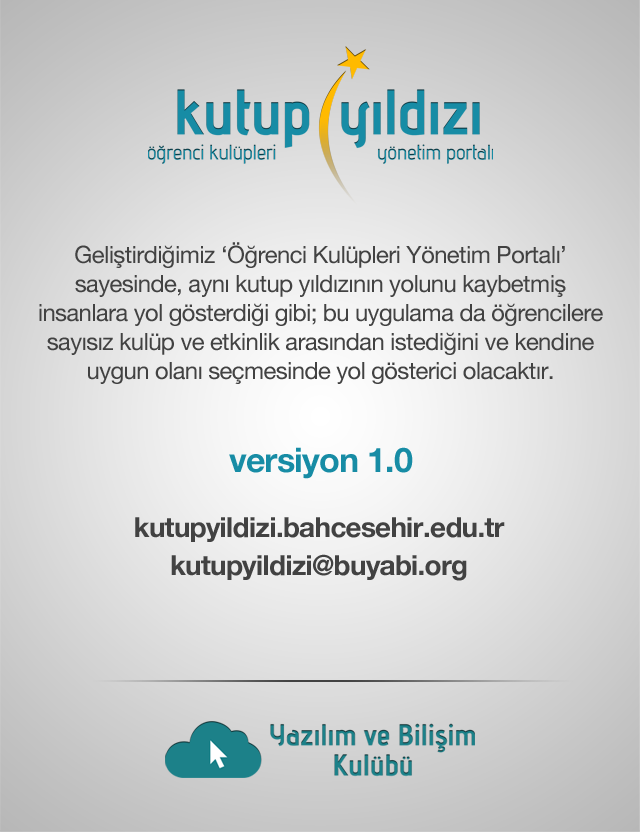 kutup yıldızı
öğrenci kulüpleri yönetim portalı
Geliştirdiğimiz ‘Öğrenci Kulüpleri Yönetim Portalı’
sayesinde, aynı kutup yıldızının yolunu kaybetmiş
insanlara yol gösterdiği gibi; bu uygulama da öğrencilere
sayısız kulüp ve etkinlik arasından istediğini ve kendine
uygun olanı seçmesinde yol gösterici olacaktır.
versiyon 1.0
kutupyildizi.bahcesehir.edu.tr
kutupyildizi@buyabi.org
Yazılım ve Bilişim
Kulübü